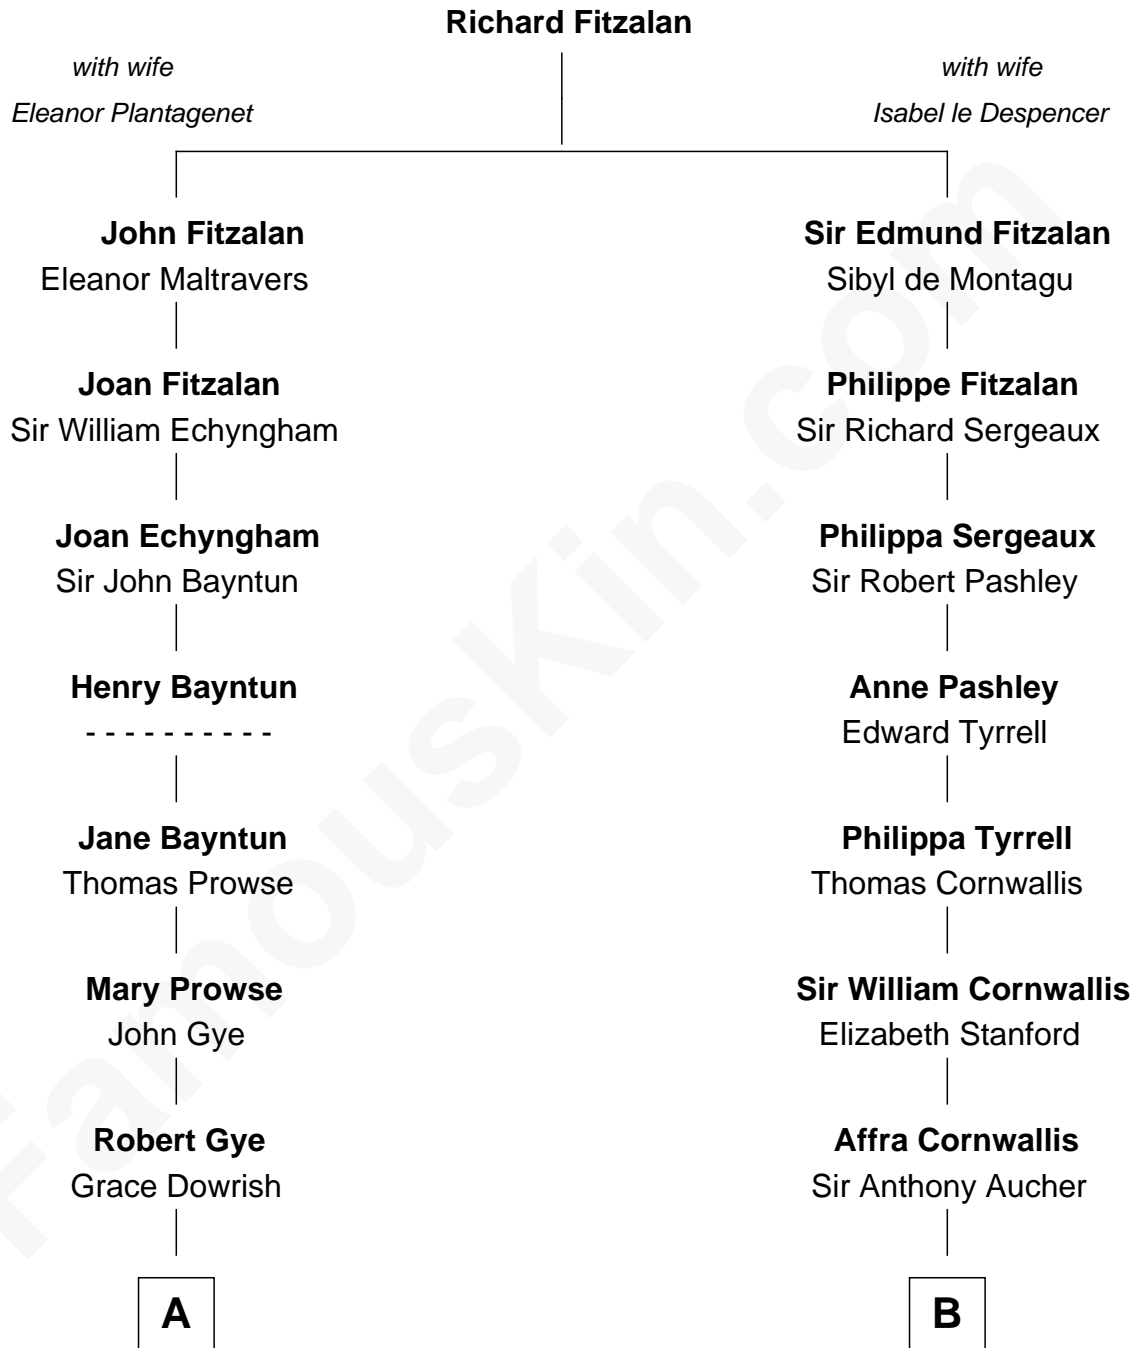 Richard Fitzalan
with wife
Eleanor Plantagenet
with wife
Isabel le Despencer
John Fitzalan
Eleanor Maltravers
Joan Fitzalan
Sir William Echyngham
Joan Echyngham
Sir John Bayntun
Henry Bayntun
- - - - - - - - - -
Jane Bayntun
Thomas Prowse
Mary Prowse
John Gye
Robert Gye
Grace Dowrish
A
Sir Edmund Fitzalan
Sibyl de Montagu
Philippe Fitzalan
Sir Richard Sergeaux
Philippa Sergeaux
Sir Robert Pashley
Anne Pashley
Edward Tyrrell
Philippa Tyrrell
Thomas Cornwallis
Sir William Cornwallis
Elizabeth Stanford
Affra Cornwallis
Sir Anthony Aucher
B
FamousKin.com